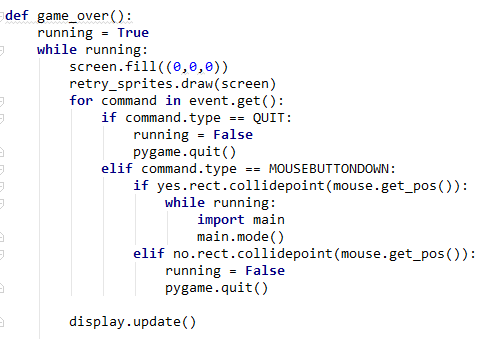 def game_over():
    running = True
    while running:
        screen.fill((0,0,0))
        retry_sprites.draw(screen)
        for command in event.get():
            if command.type == QUIT:
                running = False
                pygame.quit()
            elif command.type == MOUSEBUTTONDOWN:
                if yes.rect.collidepoint(mouse.get_pos()):
                    while running:
                        import main
                        main.mode()
                elif no.rect.collidepoint(mouse.get_pos()):
                    running = False
                    pygame.quit()

        display.update()